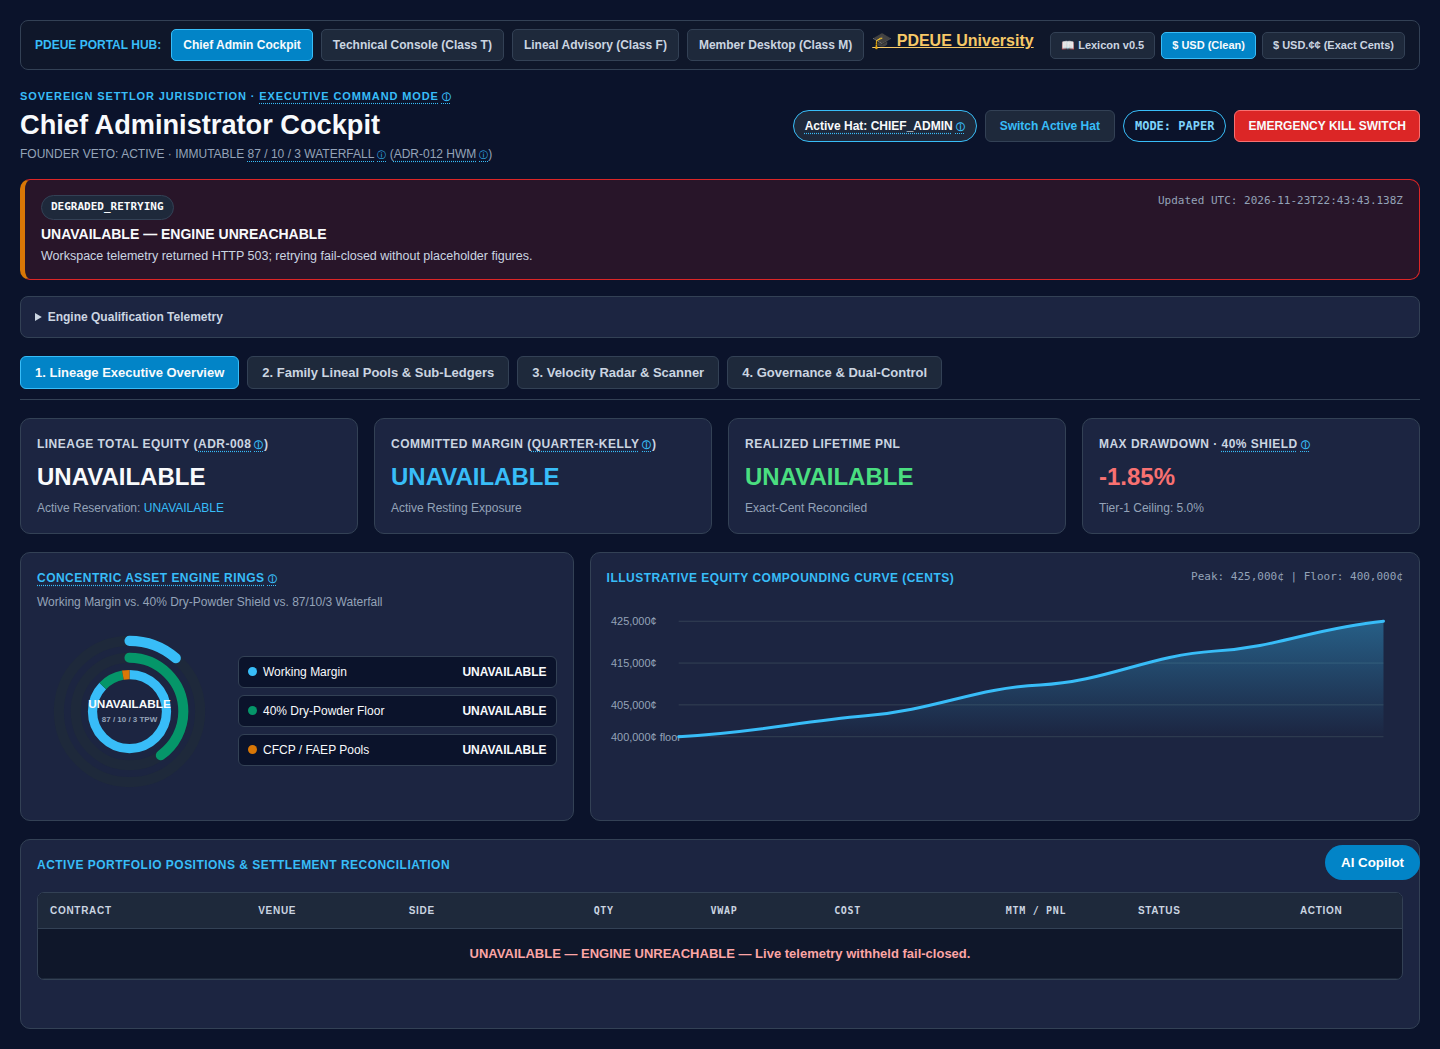 PDEUE PORTAL HUB:
Chief Admin Cockpit
Technical Console (Class T)
Lineal Advisory (Class F)
Member Desktop (Class M)
🎓 PDEUE University
📖 Lexicon v0.5
$ USD (Clean)
$ USD.¢¢ (Exact Cents)
SOVEREIGN SETTLOR JURISDICTION · EXECUTIVE COMMAND MODE ⓘ
Chief Administrator Cockpit
FOUNDER VETO: ACTIVE · IMMUTABLE 87 / 10 / 3 WATERFALL ⓘ (ADR-012 HWM ⓘ)
Active Hat: CHIEF_ADMIN ⓘ
Switch Active Hat
MODE: PAPER
EMERGENCY KILL SWITCH
DEGRADED_RETRYING
Updated UTC: 2026-11-23T22:43:43.138Z
UNAVAILABLE — ENGINE UNREACHABLE
Workspace telemetry returned HTTP 503; retrying fail-closed without placeholder figures.
▶ Engine Qualification Telemetry
1. Lineage Executive Overview
2. Family Lineal Pools & Sub-Ledgers
3. Velocity Radar & Scanner
4. Governance & Dual-Control
LINEAGE TOTAL EQUITY (ADR-008 ⓘ)
UNAVAILABLE
Active Reservation: UNAVAILABLE
COMMITTED MARGIN (QUARTER-KELLY ⓘ)
UNAVAILABLE
Active Resting Exposure
REALIZED LIFETIME PNL
UNAVAILABLE
Exact-Cent Reconciled
MAX DRAWDOWN · 40% SHIELD ⓘ
-1.85%
Tier-1 Ceiling: 5.0%
CONCENTRIC ASSET ENGINE RINGS ⓘ
Working Margin vs. 40% Dry-Powder Shield vs. 87/10/3 Waterfall
UNAVAILABLE
87 / 10 / 3 TPW
Working Margin UNAVAILABLE
40% Dry-Powder Floor UNAVAILABLE
CFCP / FAEP Pools UNAVAILABLE
ILLUSTRATIVE EQUITY COMPOUNDING CURVE (CENTS)
Peak: 425,000¢ | Floor: 400,000¢
425,000¢
415,000¢
405,000¢
400,000¢ floor
ACTIVE PORTFOLIO POSITIONS & SETTLEMENT RECONCILIATION
AI Copilot
CONTRACT VENUE SIDE QTY VWAP COST MTM / PNL STATUS ACTION
UNAVAILABLE — ENGINE UNREACHABLE — Live telemetry withheld fail-closed.